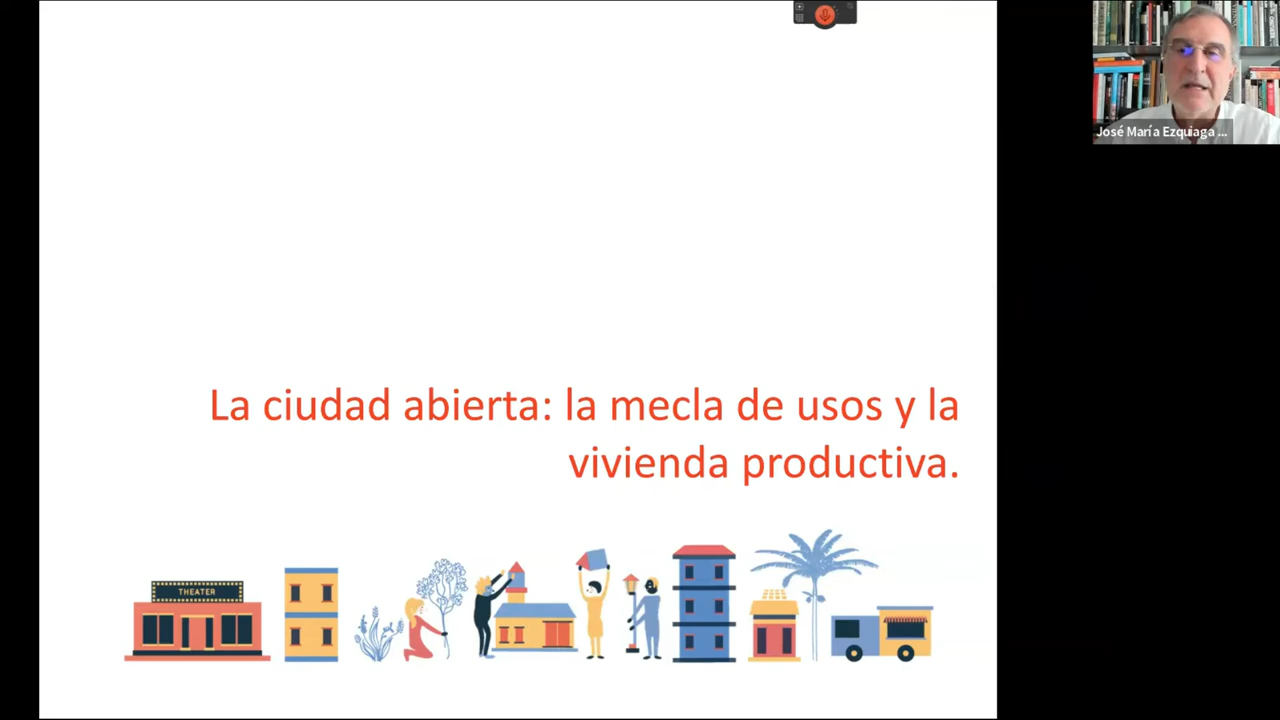 José María Ezquiaga ...
La ciudad abierta: la mecla de usos y la
vivienda productiva.
THEATER